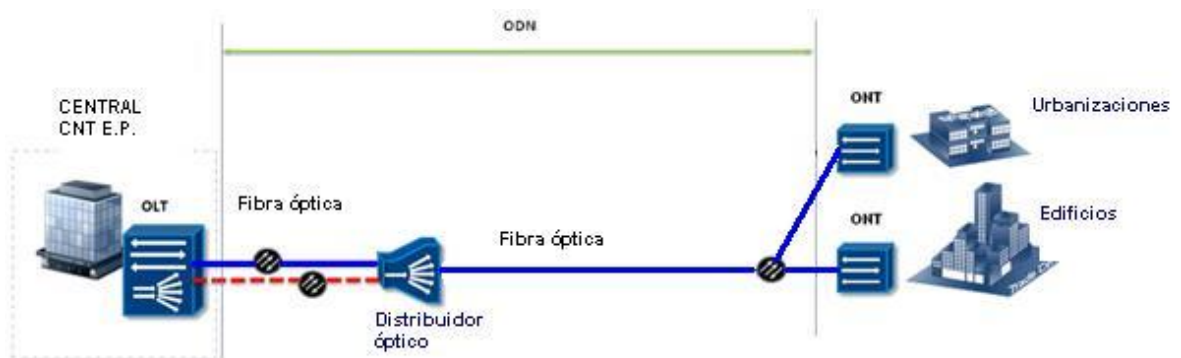 ODN
CENTRAL
CNT E.P.
OLT
Fibra óptica
Fibra óptica
Distribuidor
óptico
ONT
Urbanizaciones
ONT
Edificios